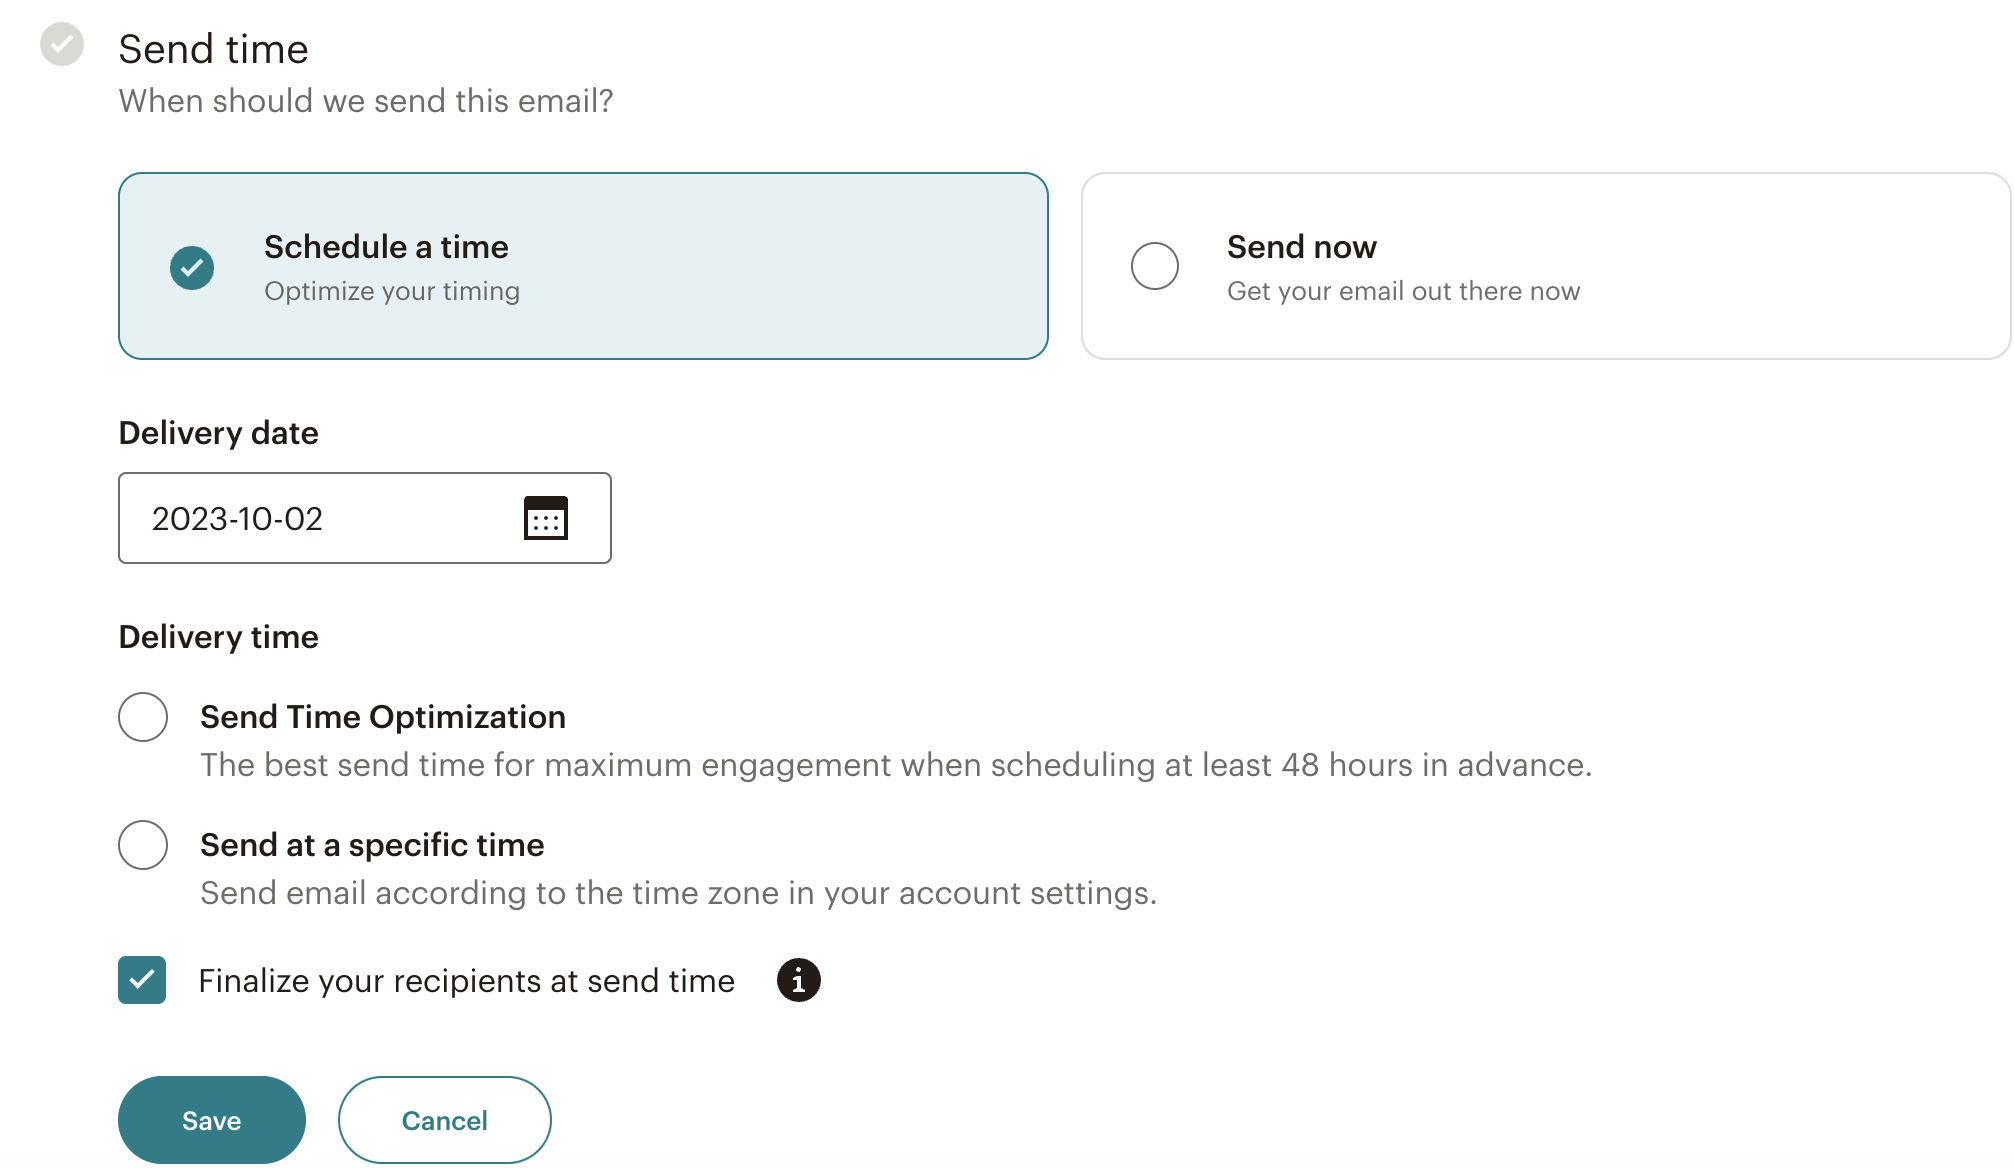 Send time
When should we send this email?
Schedule a time
Optimize your timing
Send now
Get your email out there now
Delivery date
2023-10-02
Delivery time
Send Time Optimization
The best send time for maximum engagement when scheduling at least 48 hours in advance.
Send at a specific time
Send email according to the time zone in your account settings.
Finalize your recipients at send time
Save
Cancel